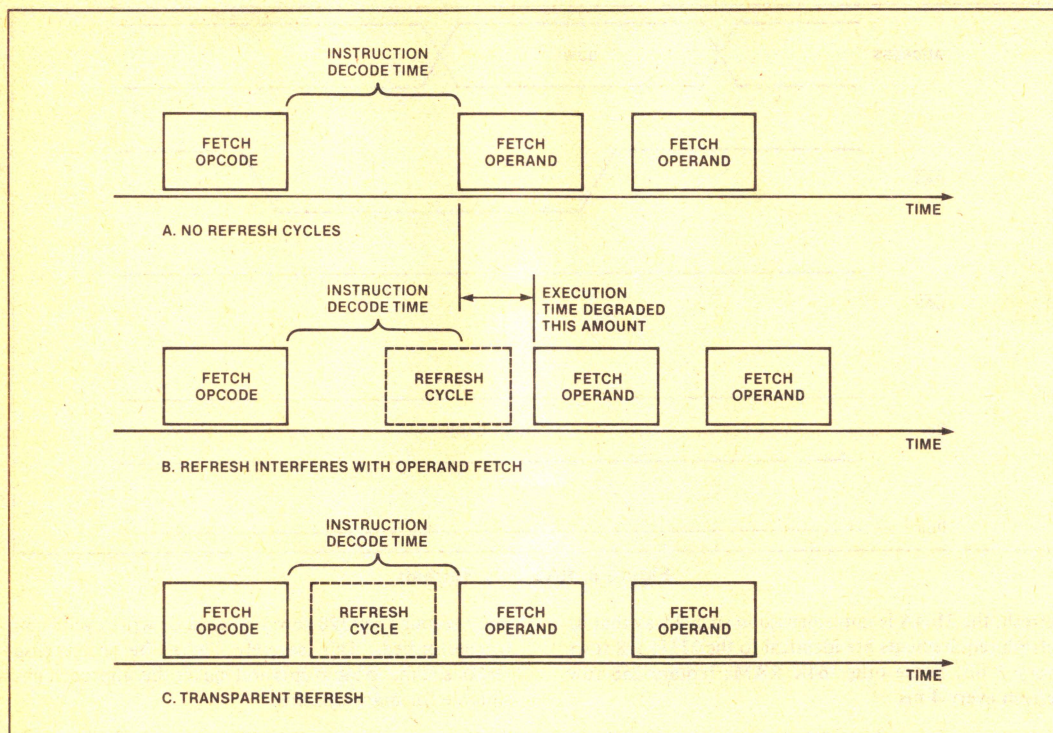 INSTRUCTION
DECODE TIME
FETCH
OPCODE
FETCH
OPERAND
FETCH
OPERAND
TIME
A. NO REFRESH CYCLES
INSTRUCTION
DECODE TIME
EXECUTION
TIME DEGRADED
THIS AMOUNT
FETCH
OPCODE
REFRESH
CYCLE
FETCH
OPERAND
FETCH
OPERAND
TIME
B. REFRESH INTERFERES WITH OPERAND FETCH
INSTRUCTION
DECODE TIME
FETCH
OPCODE
REFRESH
CYCLE
FETCH
OPERAND
FETCH
OPERAND
TIME
C. TRANSPARENT REFRESH